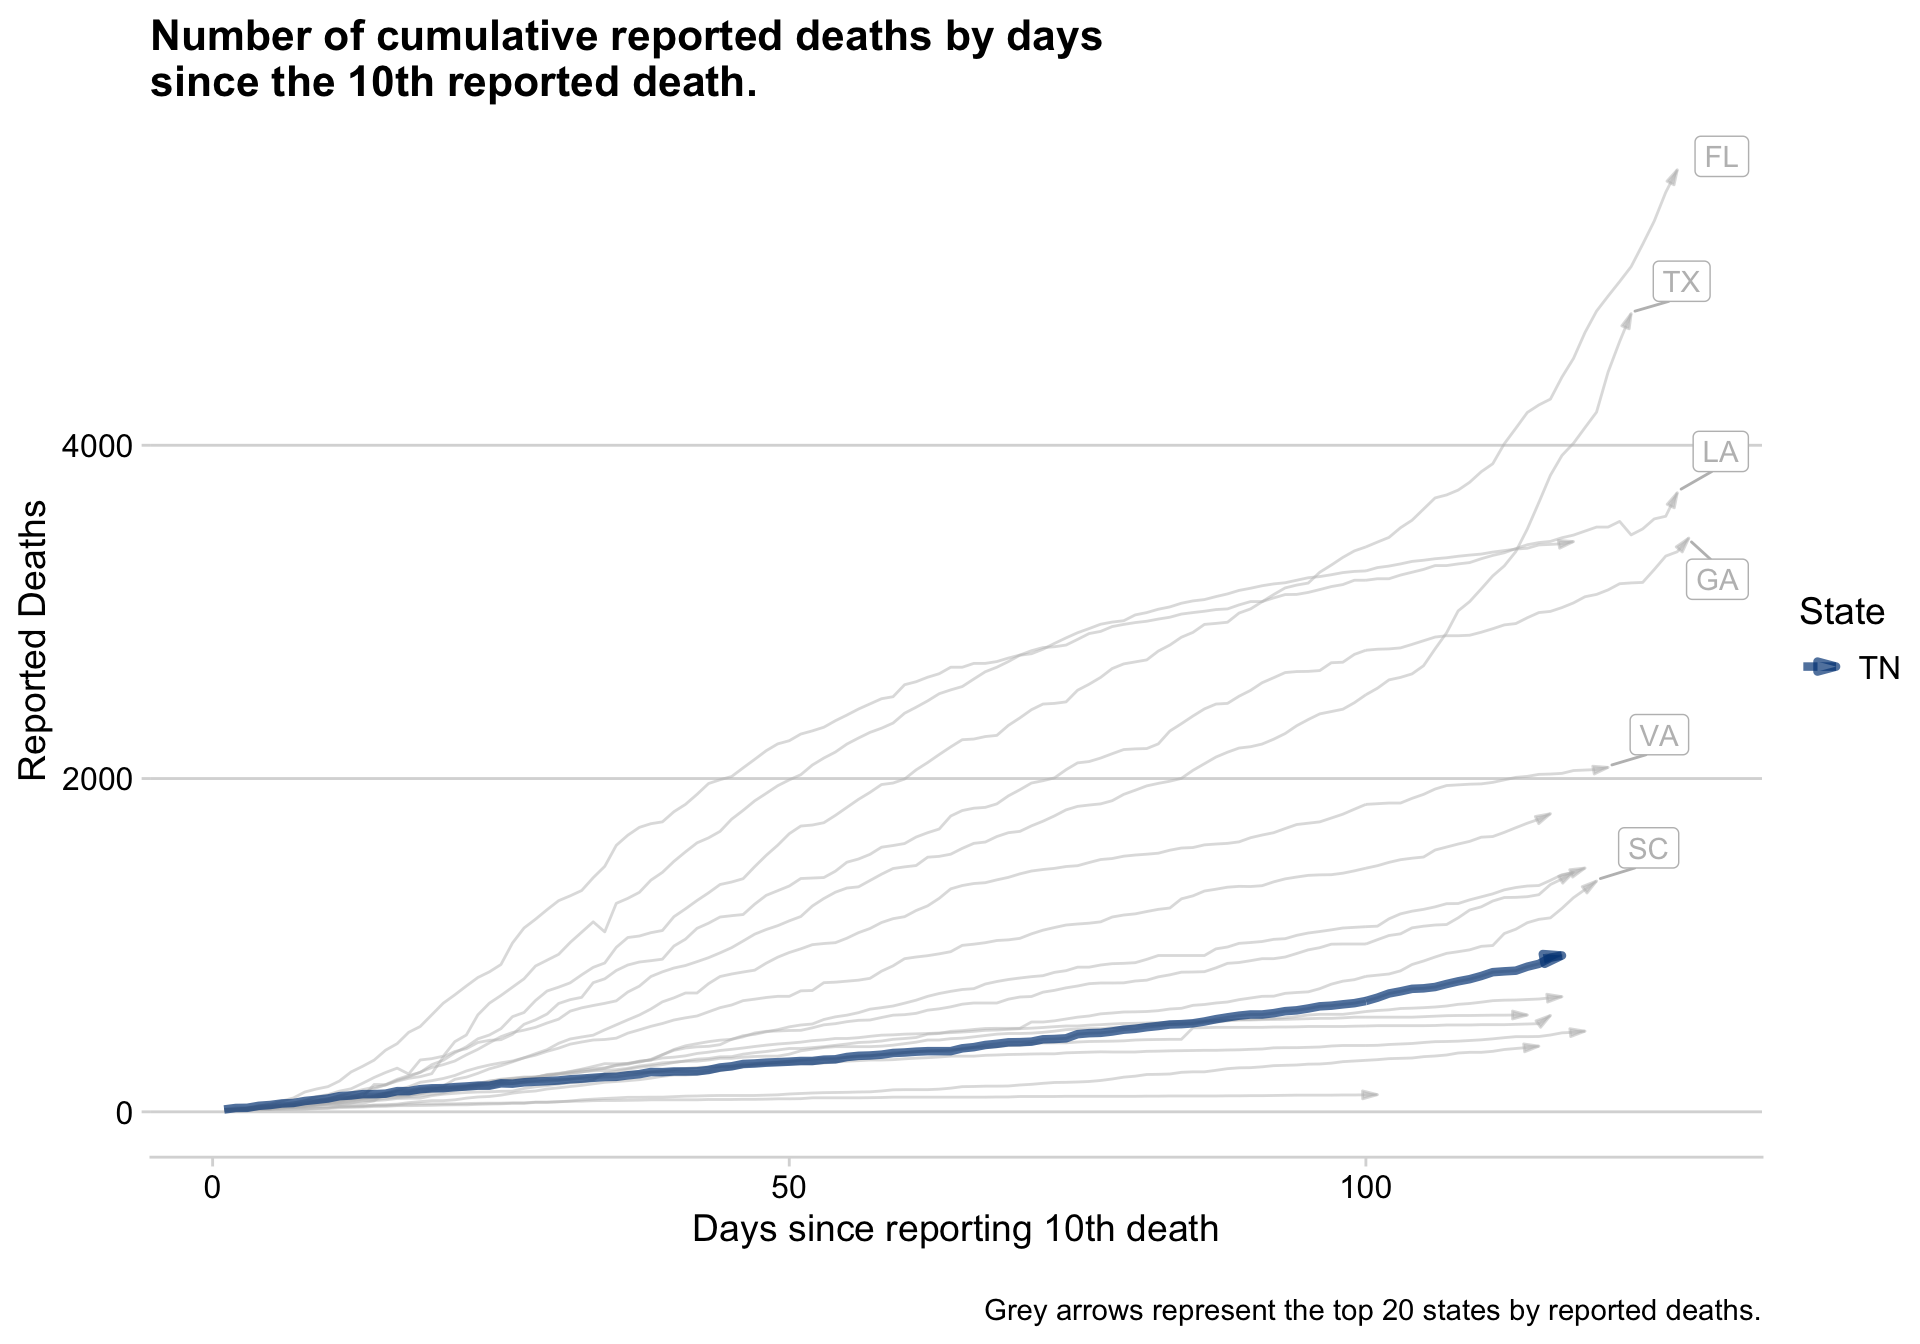 Number of cumulative reported deaths by days
since the 10th reported death.
FL
TX
4000
LA
GA
Reported Deaths
State
TN
VA
2000
SC
0
0 50 100
Days since reporting 10th death
Grey arrows represent the top 20 states by reported deaths.